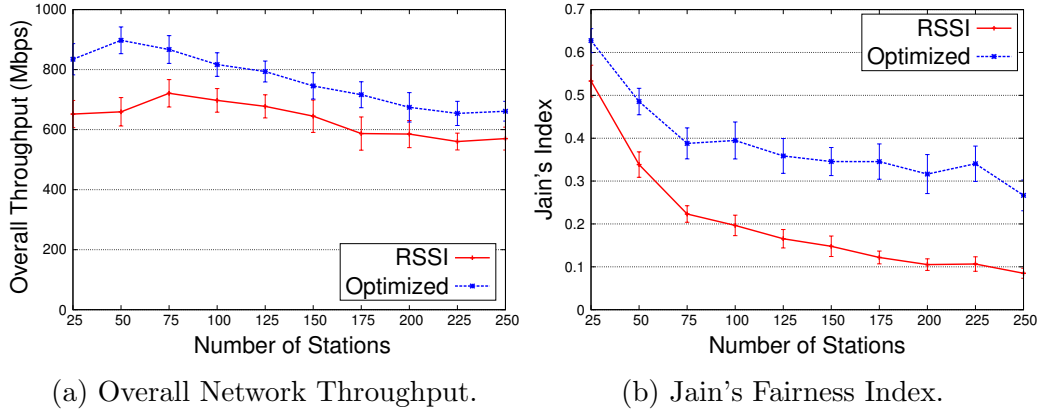 1000
800
600
400
200
0
Overall Throughput (Mbps)
RSSI
Optimized
25 50 75 100 125 150 175 200 225 250
Number of Stations
(a) Overall Network Throughput.
0.7
0.6
0.5
0.4
0.3
0.2
0.1
0
Jain's Index
RSSI
Optimized
25 50 75 100 125 150 175 200 225 250
Number of Stations
(b) Jain's Fairness Index.